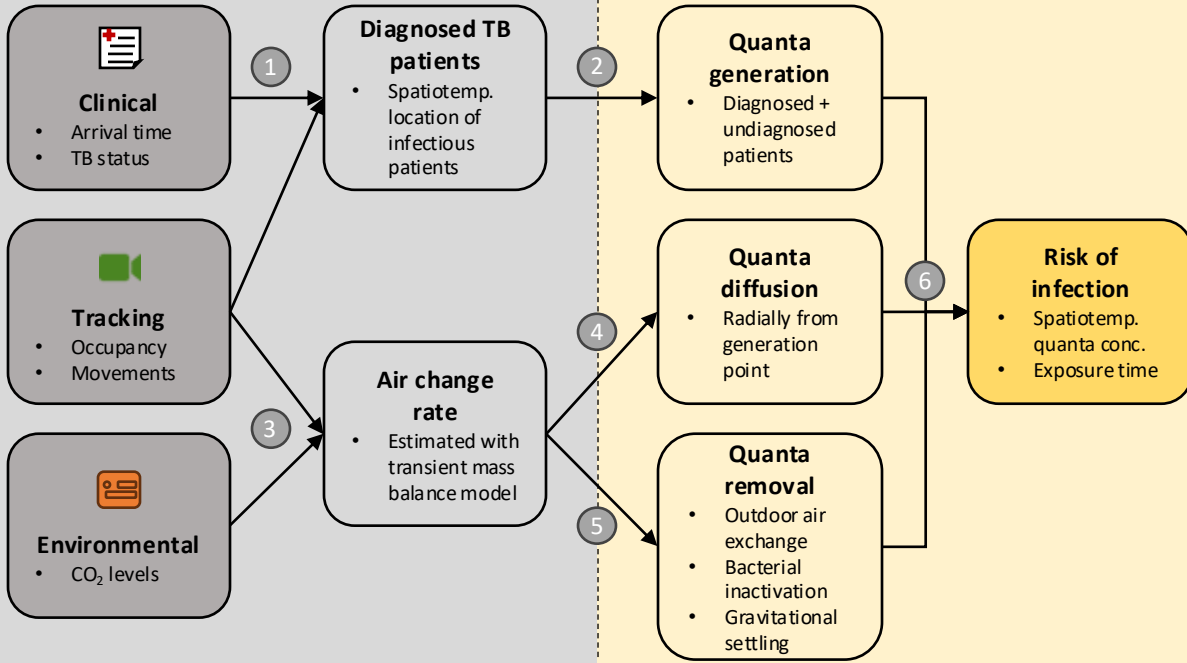 Clinical
• Arrival time
• TB status
1
Diagnosed TB
patients
• Spatiotemp.
location of
infectious
patients
2
Quanta
generation
• Diagnosed +
undiagnosed
patients
Tracking
• Occupancy
• Movements
3
Environmental
• CO₂ levels
Air change
rate
• Estimated with
transient mass
balance model
4
Quanta
diffusion
• Radially from
generation
point
5
Quanta
removal
• Outdoor air
exchange
• Bacterial
inactivation
• Gravitational
settling
6
Risk of
infection
• Spatiotemp.
quanta conc.
• Exposure time